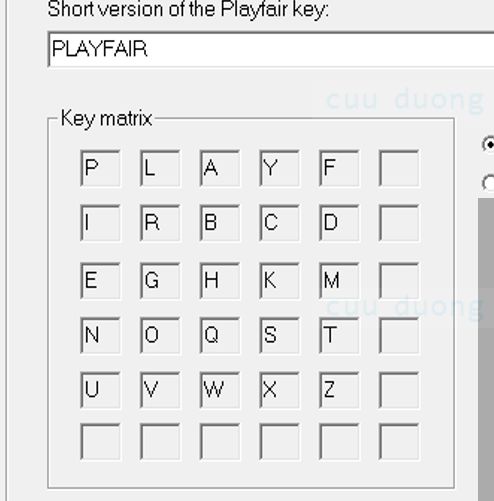 Short version of the Playfair key:
PLAYFAIR
cuu duong
Key matrix
P L A Y F
I R B C D
E G H K M
cuu duong
N O Q S T
U V W X Z